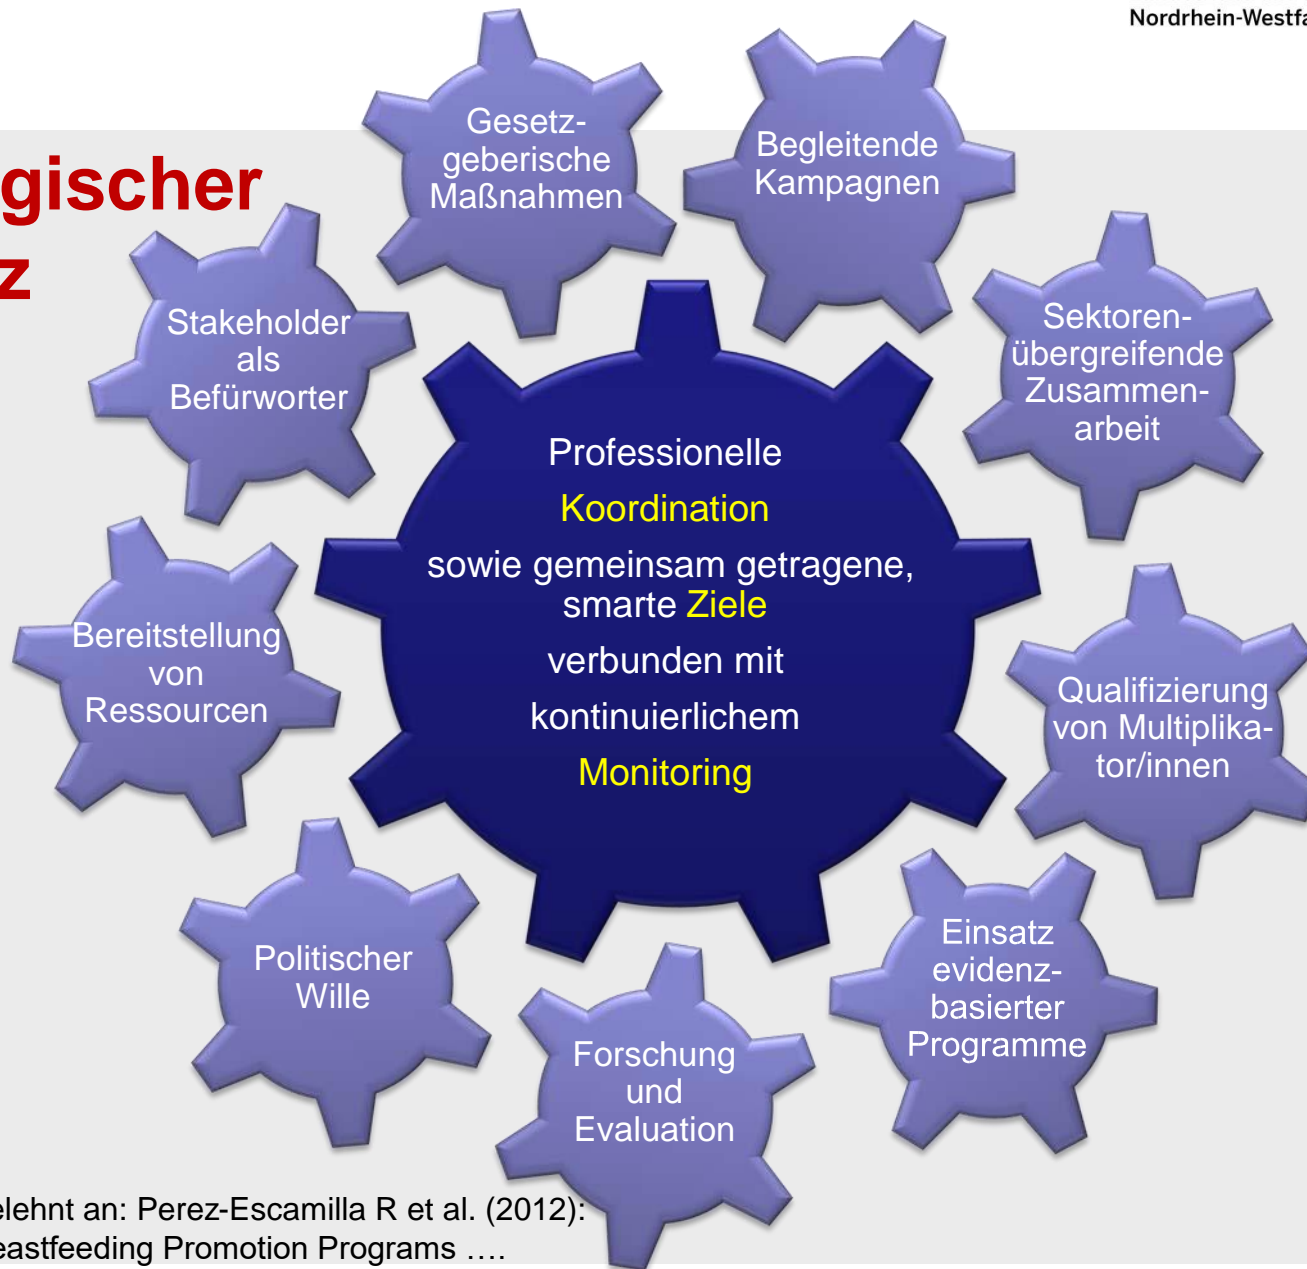 Nordrhein-Westfa
gischer
z
Gesetz-
geberische
Maßnahmen
Begleitende
Kampagnen
Stakeholder
als
Befürworter
Sektoren-
übergreifende
Zusammen-
arbeit
Professionelle
Koordination
sowie gemeinsam getragene,
smarte Ziele
verbunden mit
kontinuierlichem
Monitoring
Bereitstellung
von
Ressourcen
Qualifizierung
von Multiplika-
tor/innen
Politischer
Wille
Einsatz
evidenz-
basierter
Programme
Forschung
und
Evaluation
elehnt an: Perez-Escamilla R et al. (2012):
eastfeeding Promotion Programs ….